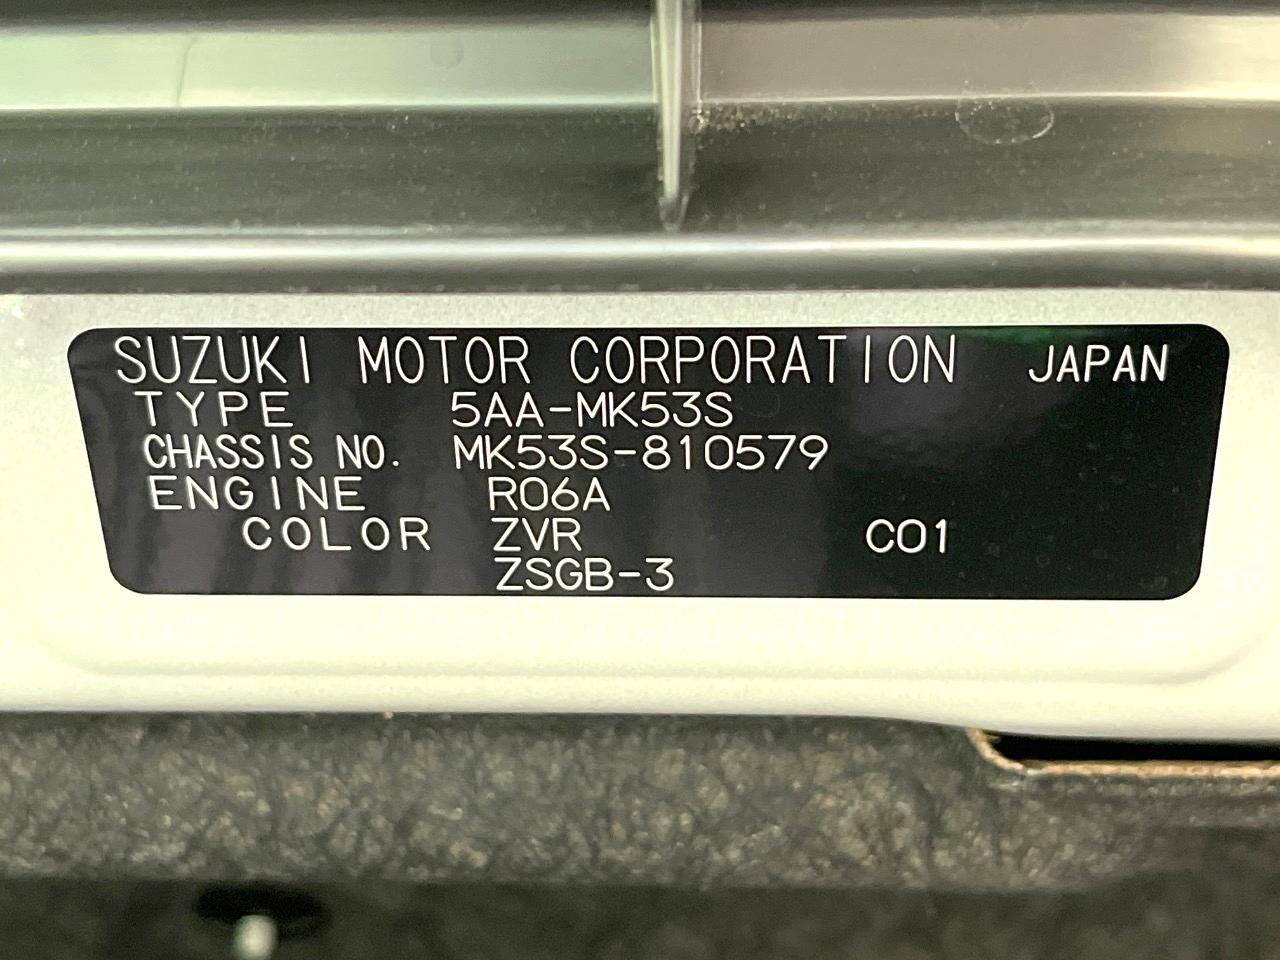 SUZUKI MOTOR CORPORATION JAPAN
TYPE 5AA-MK53S
CHASSIS NO. MK53S-810579
ENGINE R06A
COLOR ZVR C01
ZSGB-3